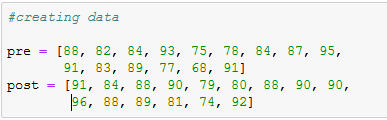 #creating data
pre = [88, 82, 84, 93, 75, 78, 84, 87, 95,
91, 83, 89, 77, 68, 91]
post = [91, 84, 88, 90, 79, 80, 88, 90, 90,
96, 88, 89, 81, 74, 92]